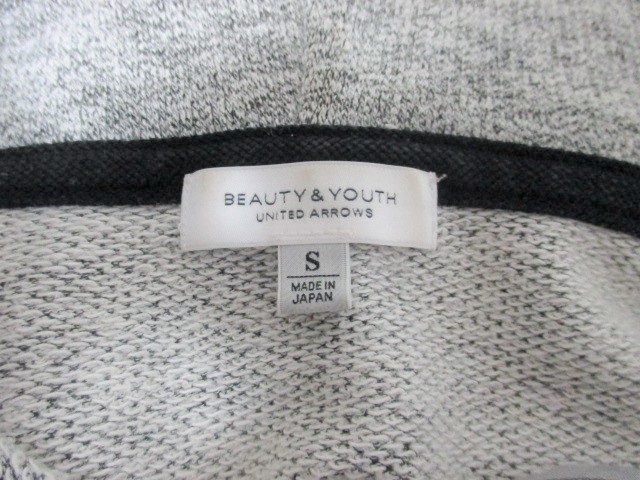 BEAUTY & YOUTH
UNITED ARROWS
S
MADE IN
JAPAN